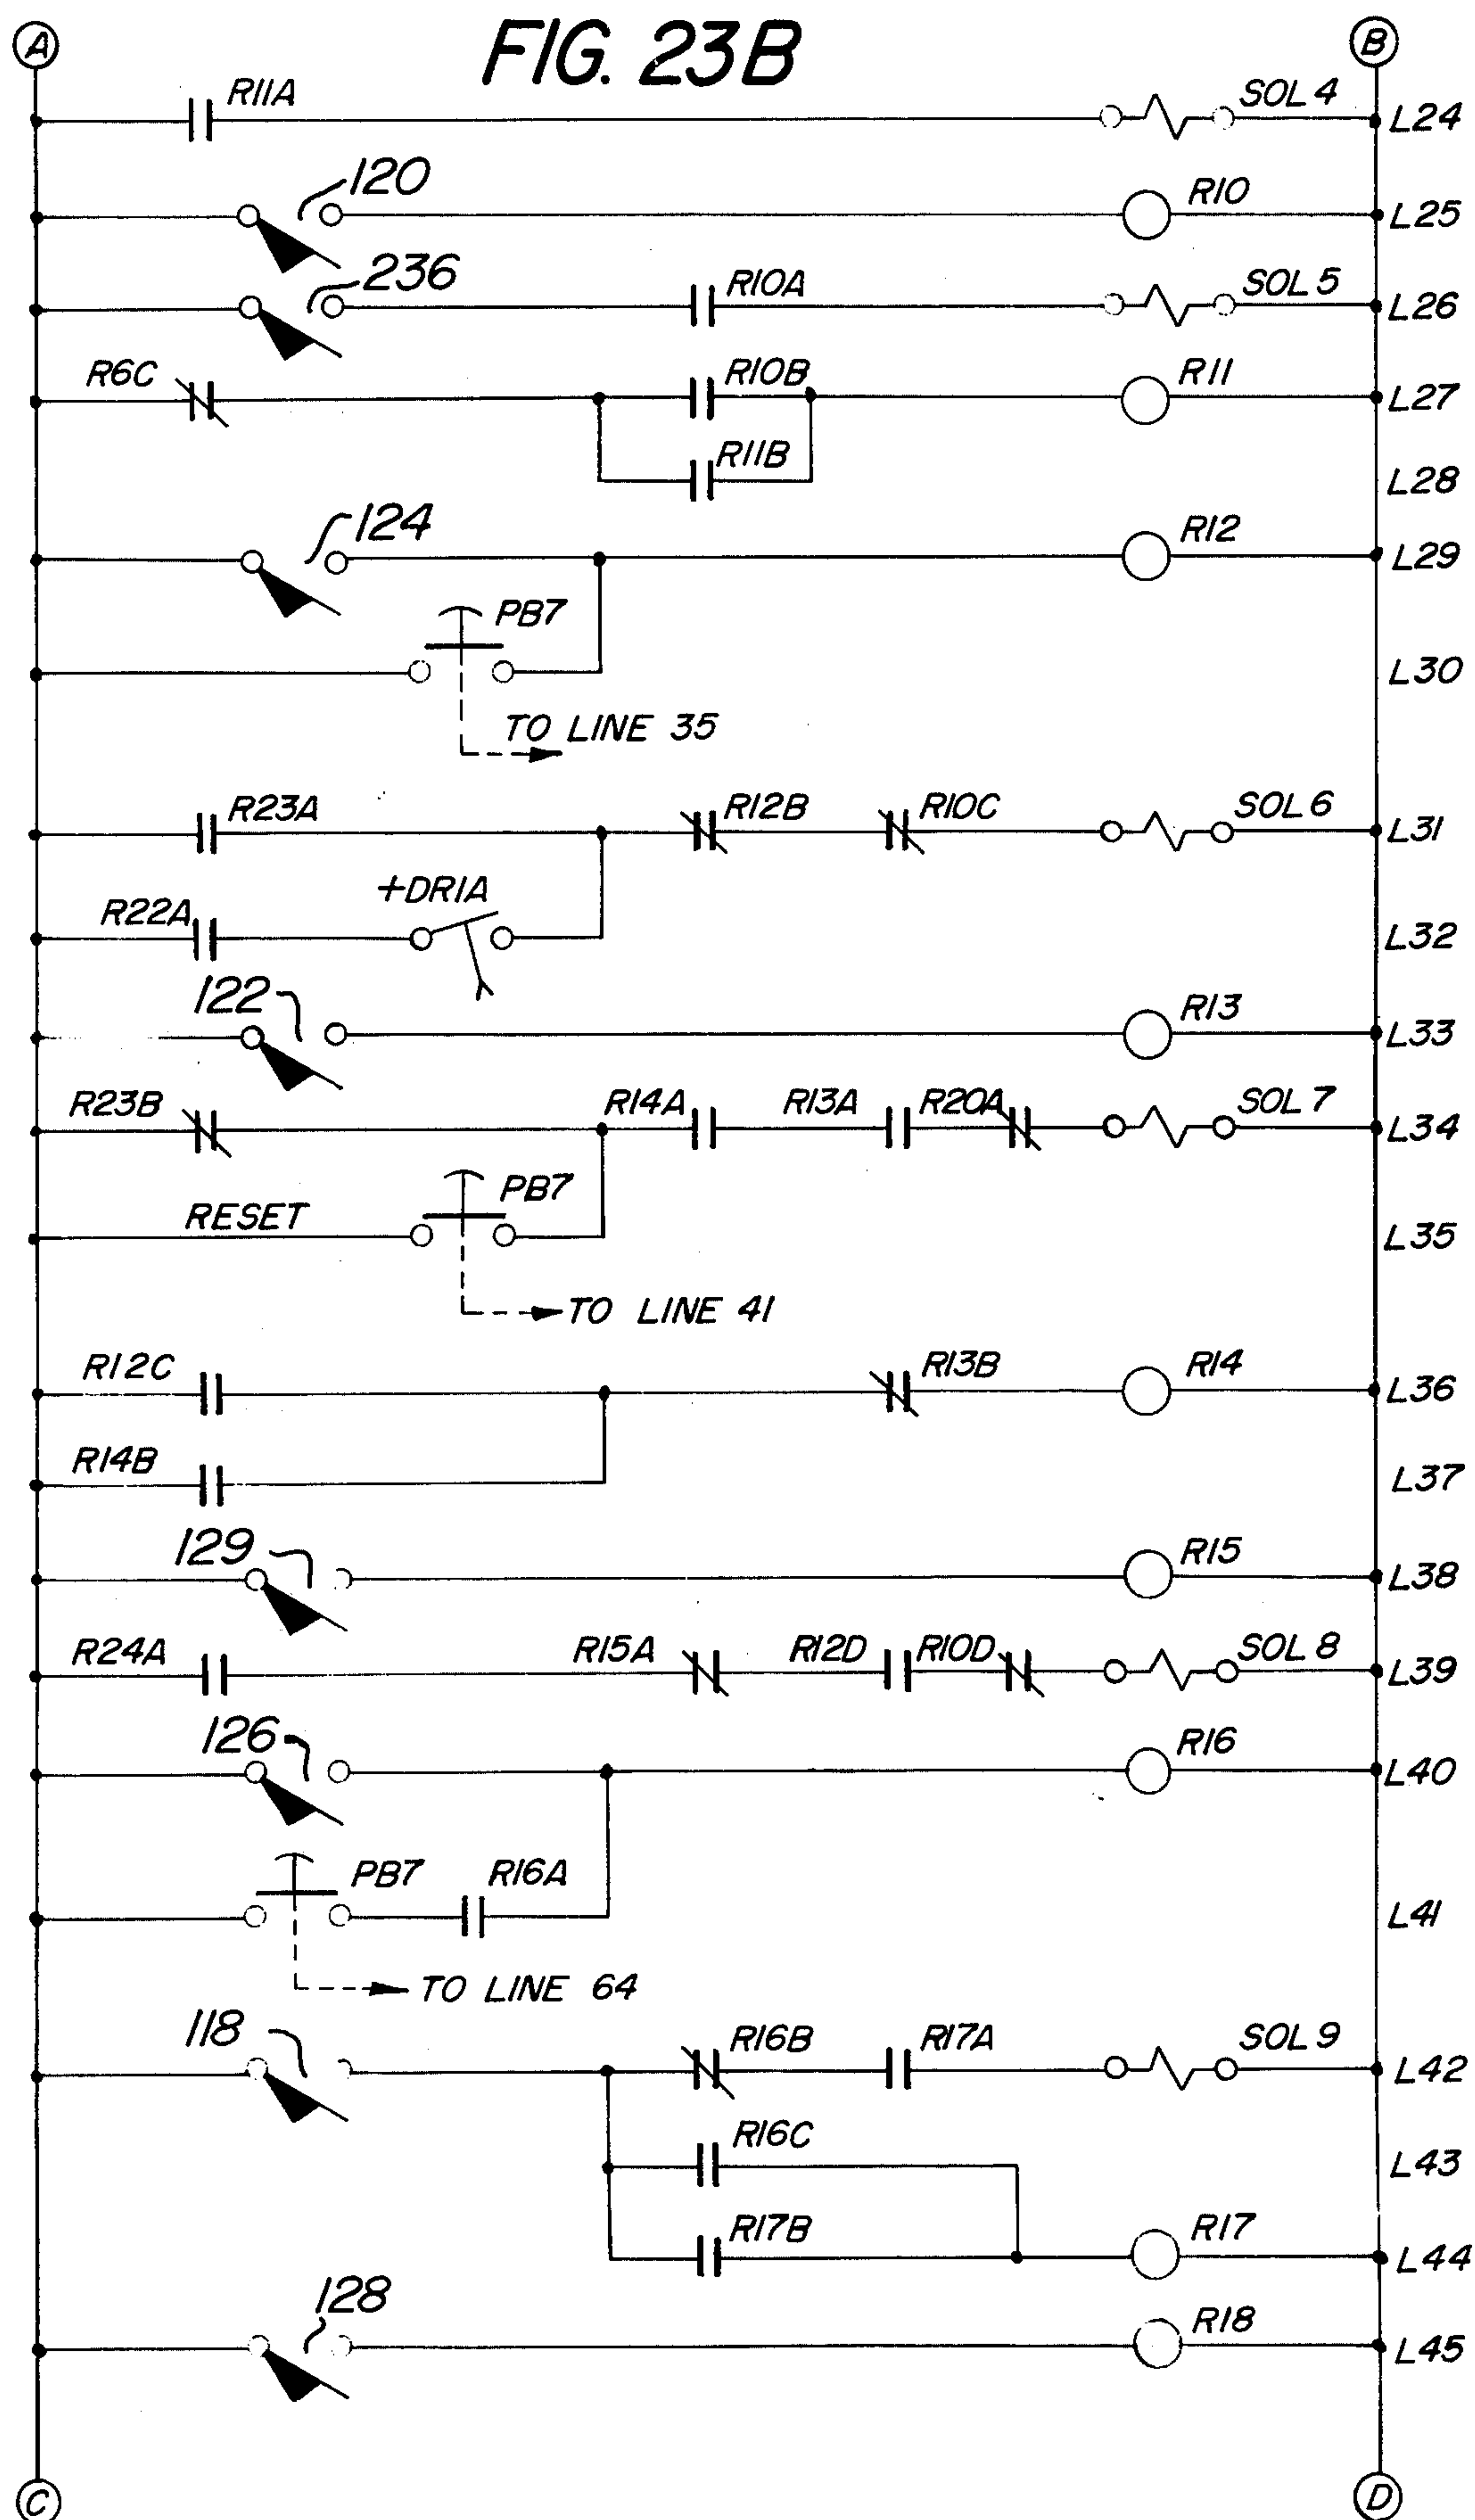 A
FIG. 23B
B
R11A
SOL 4
L24
120
R10
L25
236
R10A
SOL 5
L26
R6C
R10B
R11
L27
R11B
L28
124
R12
L29
PB7
L30
TO LINE 35
R23A
R12B
R10C
SOL 6
L31
R22A
+DR1A
L32
122
R13
L33
R23B
R14A
R13A
R20A
SOL 7
L34
RESET
PB7
L35
TO LINE 41
R12C
R13B
R14
L36
R14B
L37
129
R15
L38
R24A
R15A
R12D
R10D
SOL 8
L39
126
R16
L40
PB7
R16A
L41
TO LINE 64
118
R16B
R17A
SOL 9
L42
R16C
L43
R17B
R17
L44
128
R18
L45
C
D